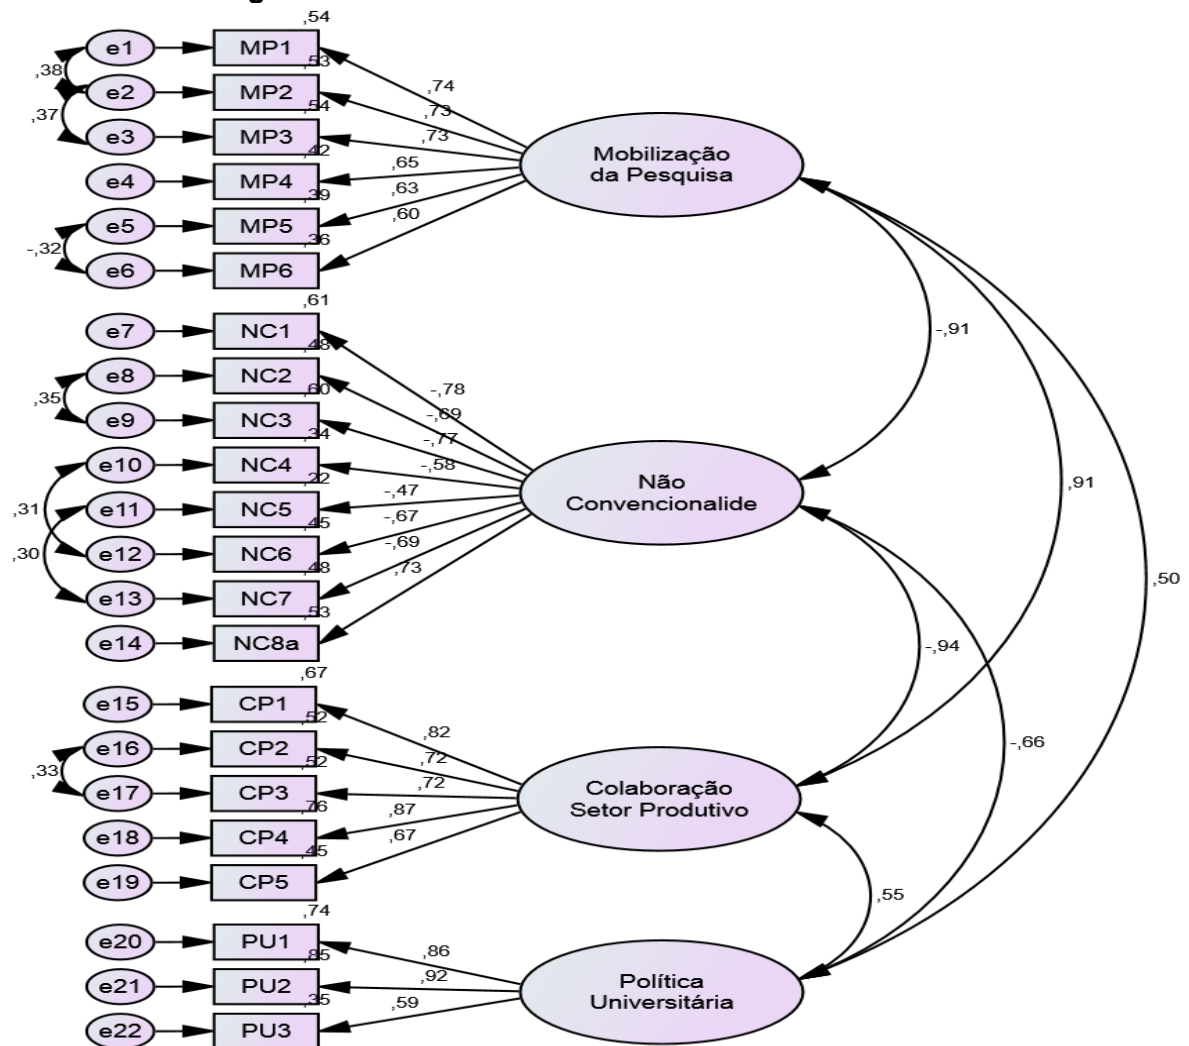 ,54
e1
MP1
,38
,53
,74
e2
MP2
,37
,54
,73
e3
MP3
,73
,42
e4
MP4
,65
,39
,63
e5
MP5
,60
-,32
,36
e6
MP6
Mobilização
da Pesquisa
,61
e7
NC1
,48
-,78
e8
NC2
,35
,60
-,69
e9
NC3
,34
-,77
e10
NC4
-,58
,22
-,47
,31
e11
NC5
,45
-,67
,30
e12
NC6
-,69
,48
,73
e13
NC7
,53
e14
NC8a
Não
Convencionalide
-,91
,91
,50
,67
e15
CP1
,52
,82
e16
CP2
,72
,33
,52
e17
CP3
,72
,76
,87
e18
CP4
,67
,45
e19
CP5
Colaboração
Setor Produtivo
-,94
-,66
,55
,74
e20
PU1
,85
,86
e21
PU2
,92
,35
,59
e22
PU3
Política
Universitária